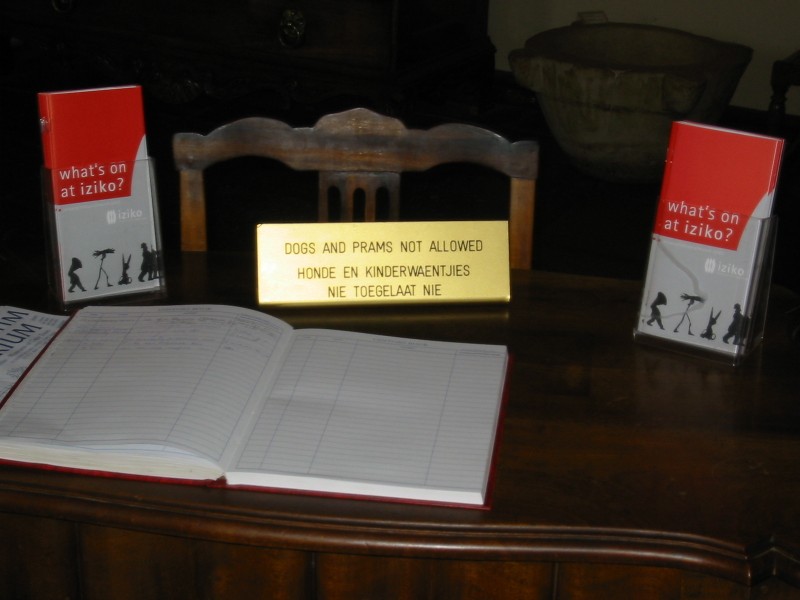 what's on
at iziko?
iziko
DOGS AND PRAMS NOT ALLOWED
HONDE EN KINDERWAENTJIES
NIE TOEGELAAT NIE
what's on
at iziko?
iziko